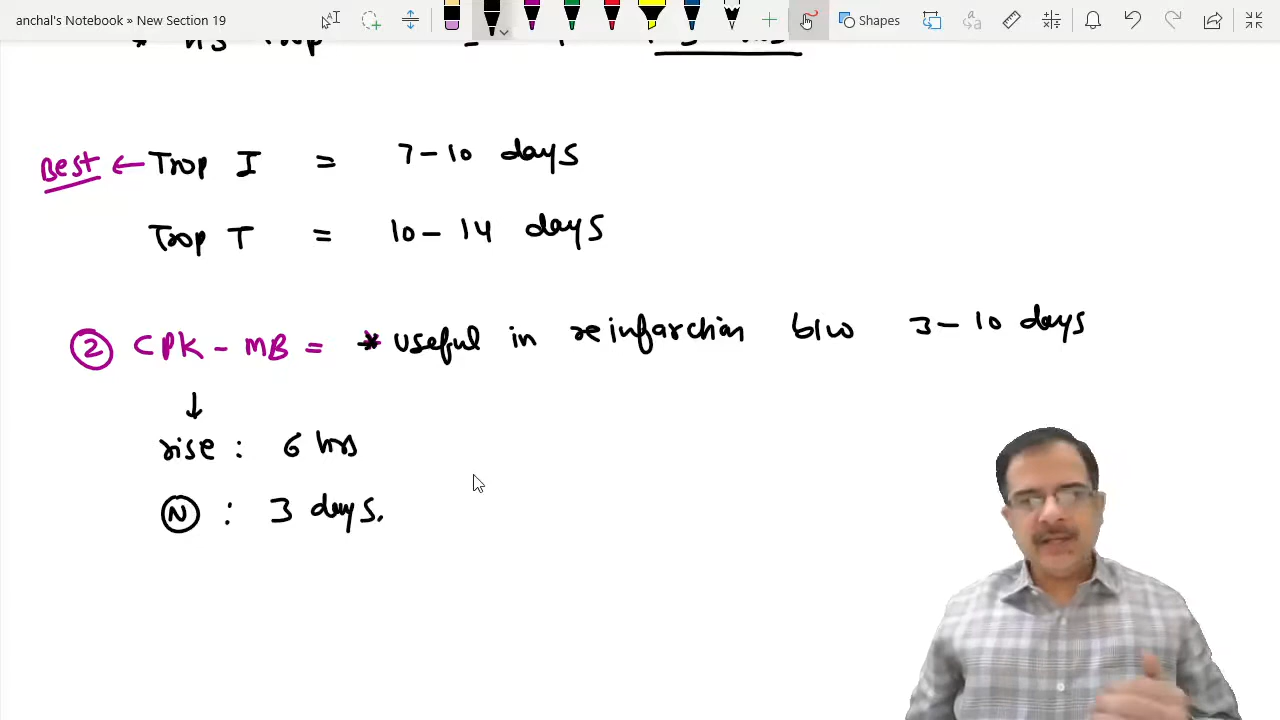 anchal's Notebook » New Section 19
Shapes
Best ← Trop I = 7-10 days
Trop T = 10-14 days
② CPK-MB = * useful in reinfarction b/w 3-10 days
↓
rise : 6 hrs
Ⓝ : 3 days.